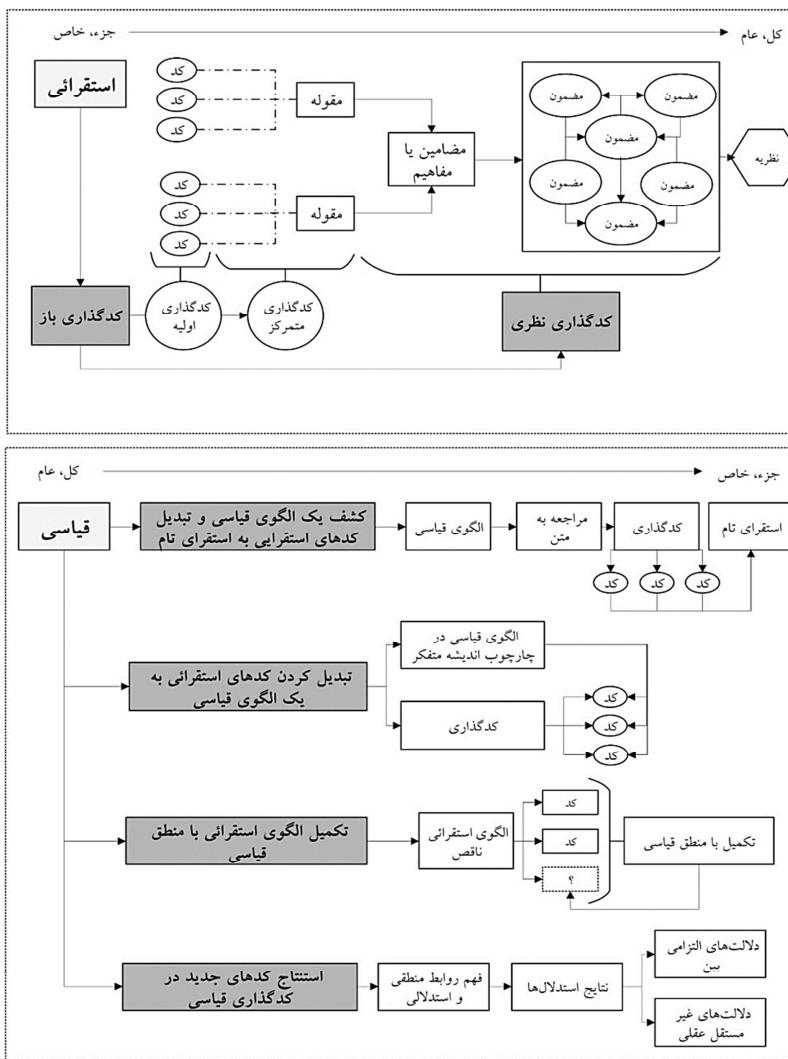 جزء، خاص
کل، عام
استقرائی
کد
کد
کد
مقوله
کد
کد
کد
مقوله
مضامین یا
مفاهیم
مضمون
مضمون
مضمون
مضمون
مضمون
مضمون
نظریه
کدگذاری باز
کدگذاری
اولیه
کدگذاری
متمرکز
کدگذاری نظری
کل، عام
جزء، خاص
قیاسی
کشف یک الگوی قیاسی و تبدیل
کدهای استقرایی به استقرای تام
الگوی قیاسی
مراجعه به
متن
کدگذاری
استقرای تام
کد
کد
کد
تبدیل کردن کدهای استقرائی به
یک الگوی قیاسی
الگوی قیاسی در
چارچوب اندیشه متفکر
کدگذاری
کد
کد
کد
تکمیل الگوی استقرائی با منطق
قیاسی
الگوی استقرائی
ناقص
کد
کد
؟
تکمیل با منطق قیاسی
استنتاج کدهای جدید در
کدگذاری قیاسی
فهم روابط منطقی
و استدلالی
نتایج استدلال‌ها
دلالت‌های التزامی
بین
دلالت‌های غیر
مستقل عقلی